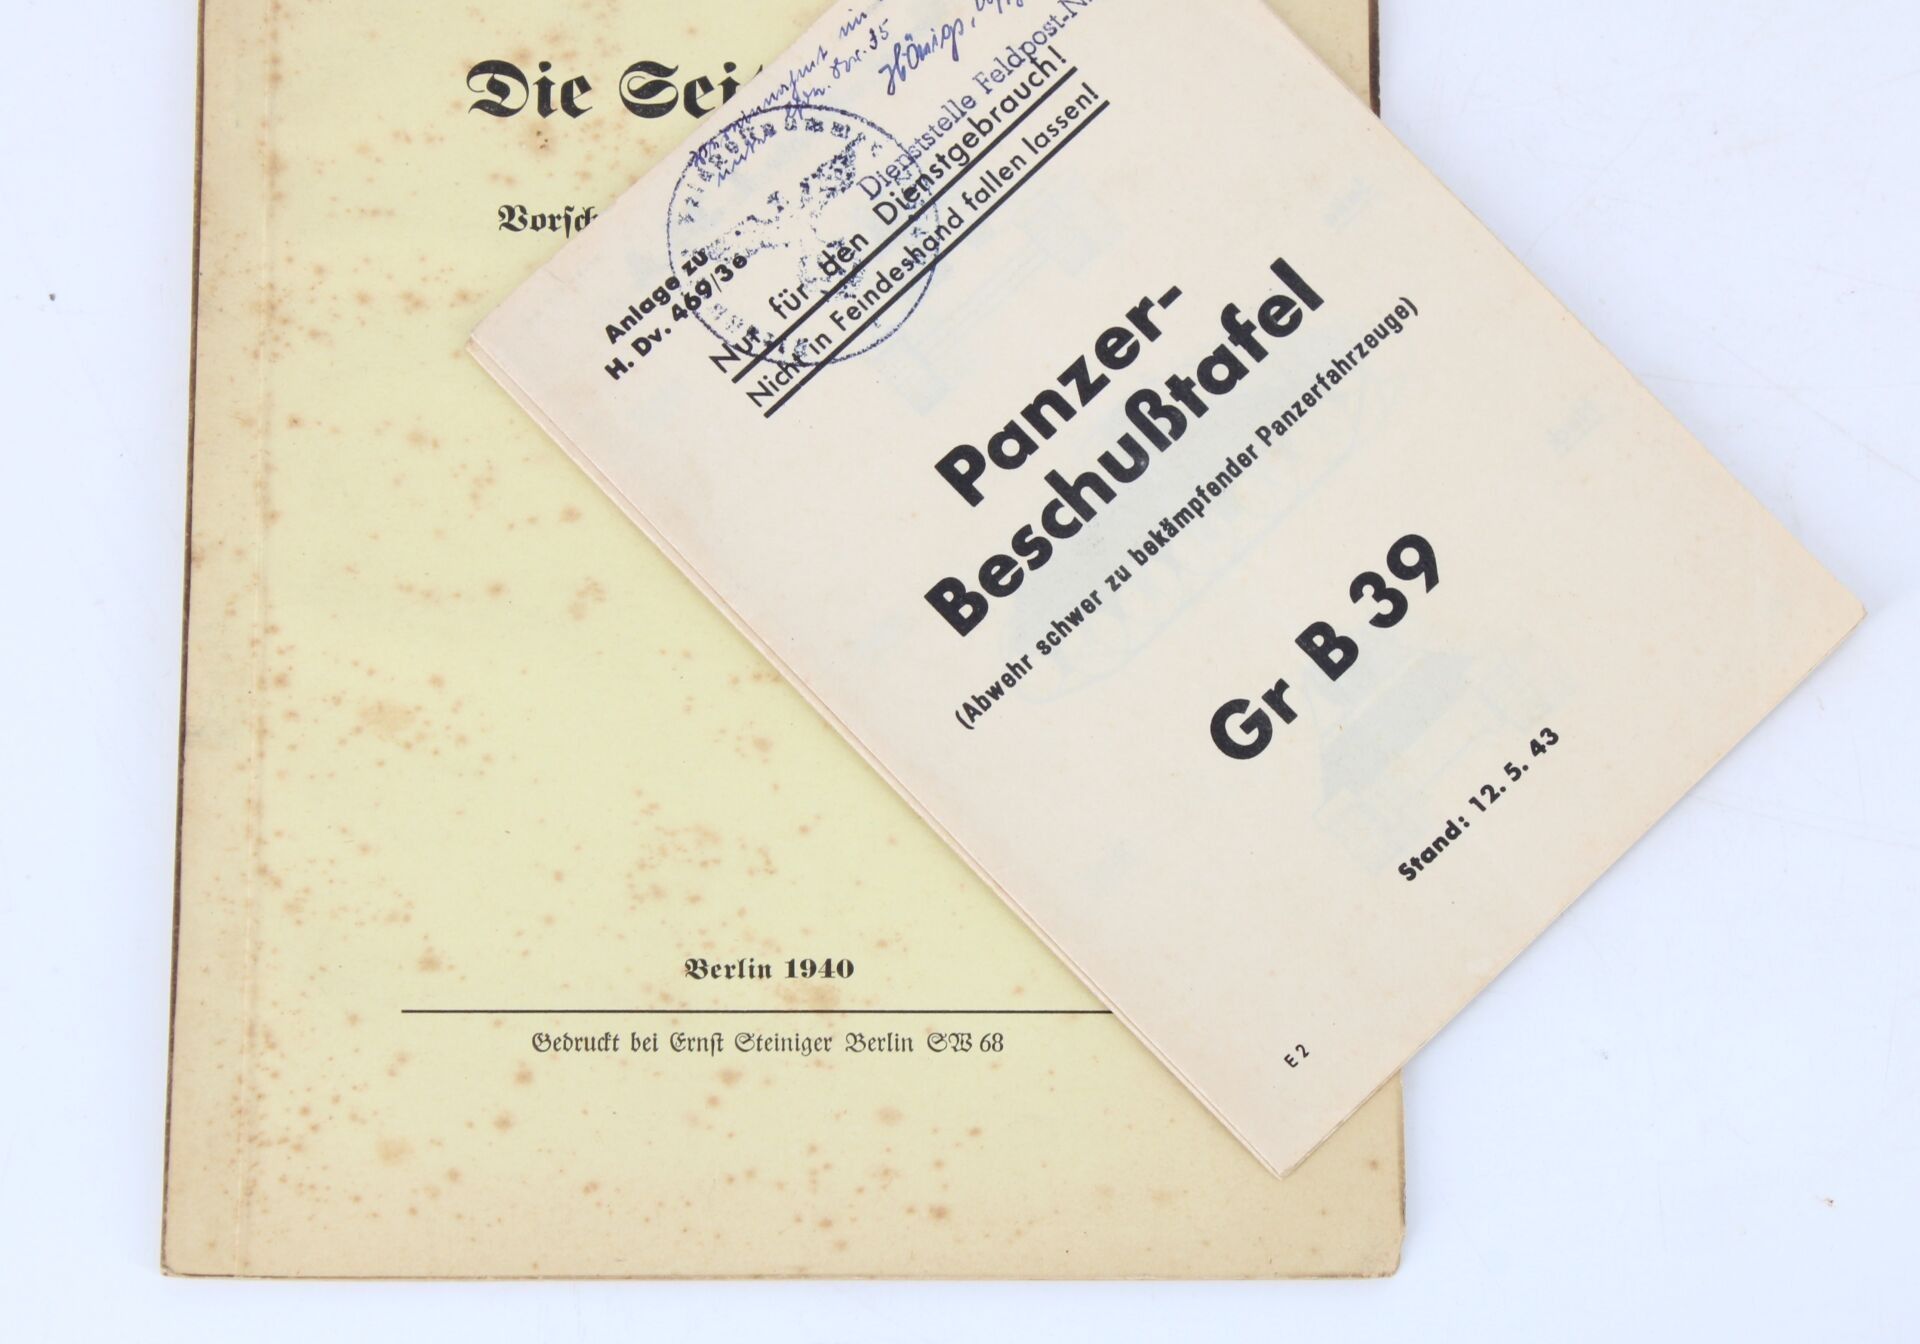 Die Sei
Vorsch
Berlin 1940
Gedruckt bei Ernst Steiniger Berlin SW 68
Nr. 35
Dienststelle Feldpost-N
Anlage zu
H. Dv. 469/3e
Nur für den Dienstgebrauch!
Nicht in Feindeshand fallen lassen!
Panzer-
Beschußtafel
(Abwehr schwer zu bekämpfender Panzerfahrzeuge)
Gr B 39
Stand: 12. 5. 43
E 2